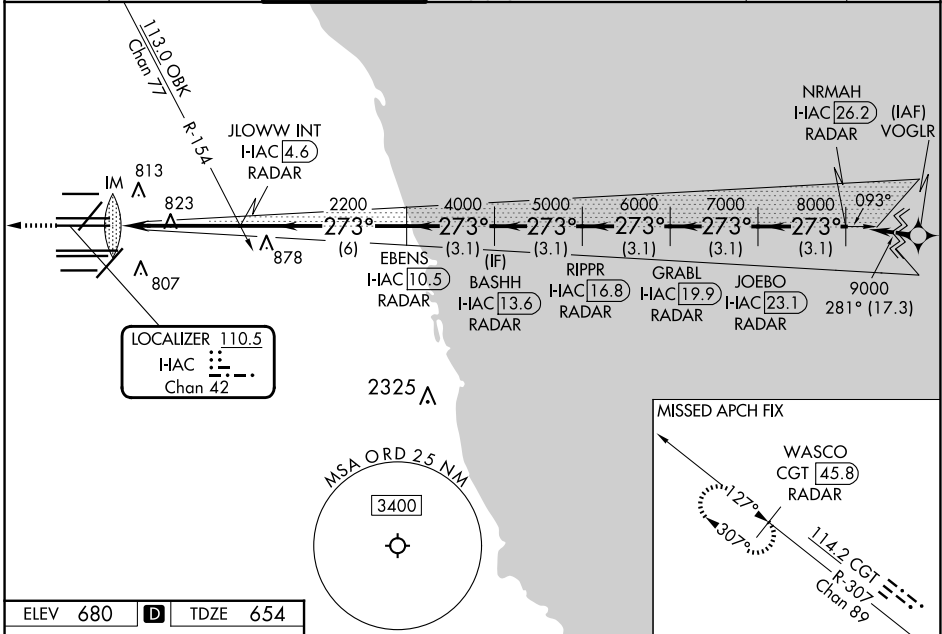 113.0 OBK
Chan 77
R-154
JLOWW INT
I-IAC 4.6
RADAR
NRMAH
I-IAC 26.2
RADAR
(IAF)
VOGLR
IM
813
823
878
807
2200
273°
(6)
4000
273°
(3.1)
5000
273°
(3.1)
6000
273°
(3.1)
7000
273°
(3.1)
8000
273°
(3.1)
093°
EBENS
I-IAC 10.5
RADAR
(IF)
BASHH
I-IAC 13.6
RADAR
RIPPR
I-IAC 16.8
RADAR
GRABL
I-IAC 19.9
RADAR
JOEBO
I-IAC 23.1
RADAR
9000
281° (17.3)
LOCALIZER 110.5
I-IAC
Chan 42
2325
MSA ORD 25 NM
3400
MISSED APCH FIX
WASCO
CGT 45.8
RADAR
127°
307°
114.2 CGT
R-307
Chan 89
ELEV 680 D TDZE 654